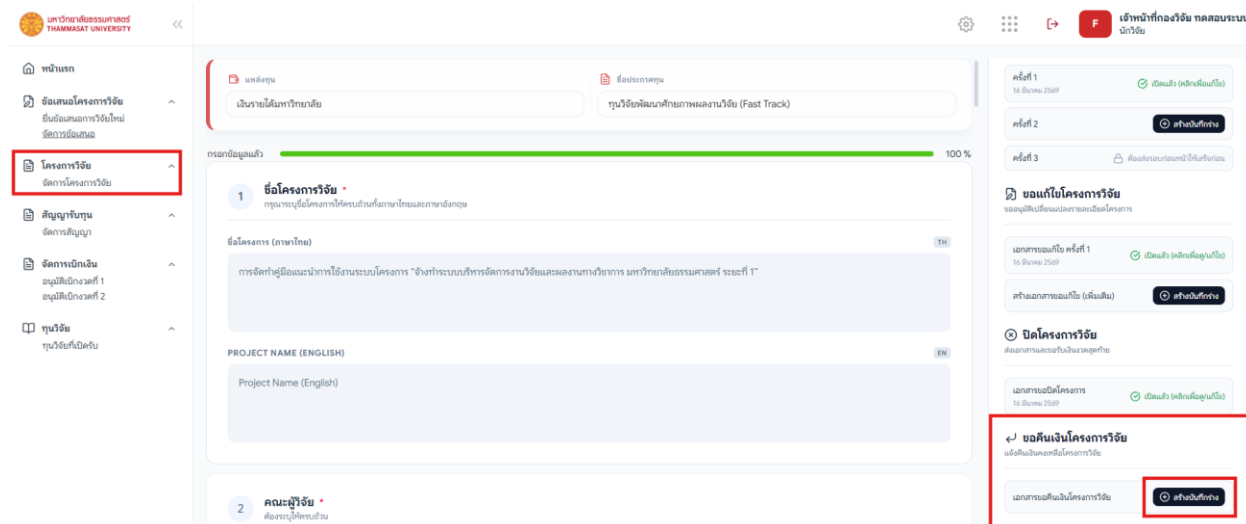 มหาวิทยาลัยธรรมศาสตร์
THAMMASAT UNIVERSITY
F
เจ้าหน้าที่กองวิจัย ทดสอบระบบ
นักวิจัย
หน้าแรก
ข้อเสนอโครงการวิจัย
ยื่นข้อเสนอการวิจัยใหม่
จัดการข้อเสนอ
โครงการวิจัย
จัดการโครงการวิจัย
สัญญารับทุน
จัดการสัญญา
จัดการเบิกเงิน
อนุมัติเบิกงวดที่ 1
อนุมัติเบิกงวดที่ 2
ทุนวิจัย
ทุนวิจัยที่เปิดรับ
แหล่งทุน
เงินรายได้มหาวิทยาลัย
ชื่อประกาศทุน
ทุนวิจัยพัฒนาศักยภาพผลงานวิจัย (Fast Track)
กรอกข้อมูลแล้ว 100 %
1 ชื่อโครงการวิจัย *
กรุณาระบุชื่อโครงการให้ครบถ้วนทั้งภาษาไทยและภาษาอังกฤษ
ชื่อโครงการ (ภาษาไทย) TH
การจัดทำคู่มือแนะนำการใช้งานระบบโครงการ "จ้างทำระบบบริหารจัดการงานวิจัยและผลงานทางวิชาการ มหาวิทยาลัยธรรมศาสตร์ ระยะที่ 1"
PROJECT NAME (ENGLISH) EN
Project Name (English)
2 คณะผู้วิจัย *
ต้องระบุให้ครบถ้วน
ครั้งที่ 1
16 มีนาคม 2569
เปิดแล้ว (คลิกเพื่อแก้ไข)
ครั้งที่ 2 สร้างบันทึกร่าง
ครั้งที่ 3 ต้องส่งรอบก่อนหน้าให้เสร็จก่อน
ขอแก้ไขโครงการวิจัย
ขออนุมัติเปลี่ยนแปลงรายละเอียดโครงการ
เอกสารขอแก้ไข ครั้งที่ 1
16 มีนาคม 2569
เปิดแล้ว (คลิกเพื่อดู/แก้ไข)
สร้างเอกสารขอแก้ไข (เพิ่มเติม) สร้างบันทึกร่าง
ปิดโครงการวิจัย
ส่งเอกสารและขอรับเงินงวดสุดท้าย
เอกสารขอปิดโครงการ
16 มีนาคม 2569
เปิดแล้ว (คลิกเพื่อดู/แก้ไข)
ขอคืนเงินโครงการวิจัย
แจ้งคืนเงินคงเหลือโครงการวิจัย
เอกสารขอคืนเงินโครงการวิจัย สร้างบันทึกร่าง